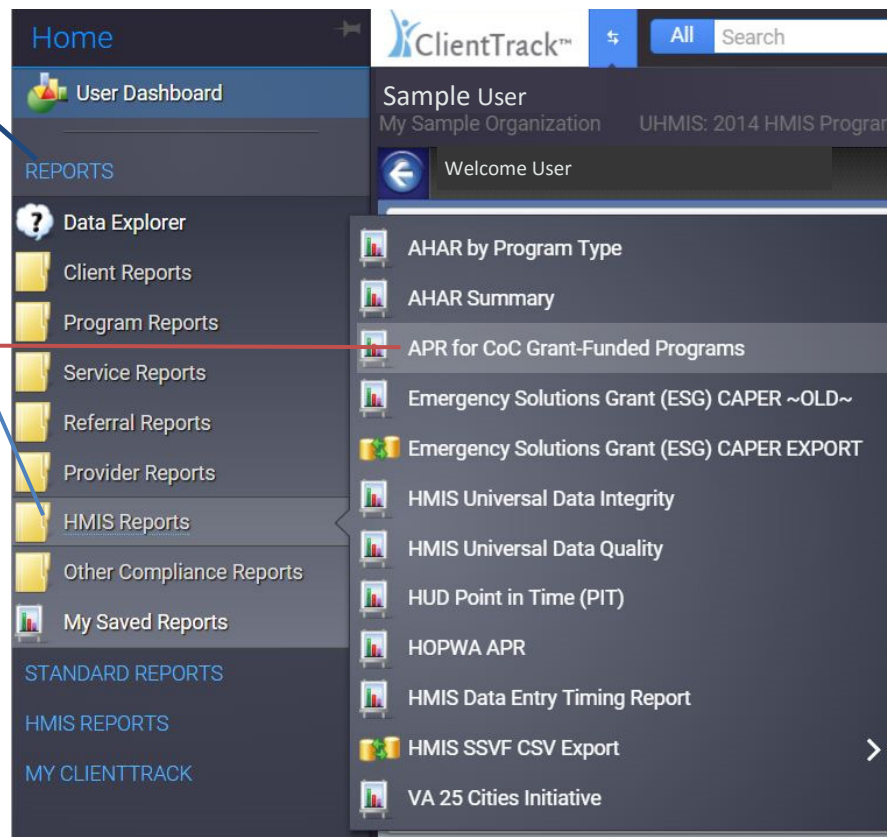 Home
ClientTrack™
All
Search
User Dashboard
Sample User
My Sample Organization
UHMIS: 2014 HMIS Program
Welcome User
REPORTS
Data Explorer
Client Reports
Program Reports
Service Reports
Referral Reports
Provider Reports
HMIS Reports
Other Compliance Reports
My Saved Reports
STANDARD REPORTS
HMIS REPORTS
MY CLIENTTRACK
AHAR by Program Type
AHAR Summary
APR for CoC Grant-Funded Programs
Emergency Solutions Grant (ESG) CAPER ~OLD~
Emergency Solutions Grant (ESG) CAPER EXPORT
HMIS Universal Data Integrity
HMIS Universal Data Quality
HUD Point in Time (PIT)
HOPWA APR
HMIS Data Entry Timing Report
HMIS SSVF CSV Export
VA 25 Cities Initiative